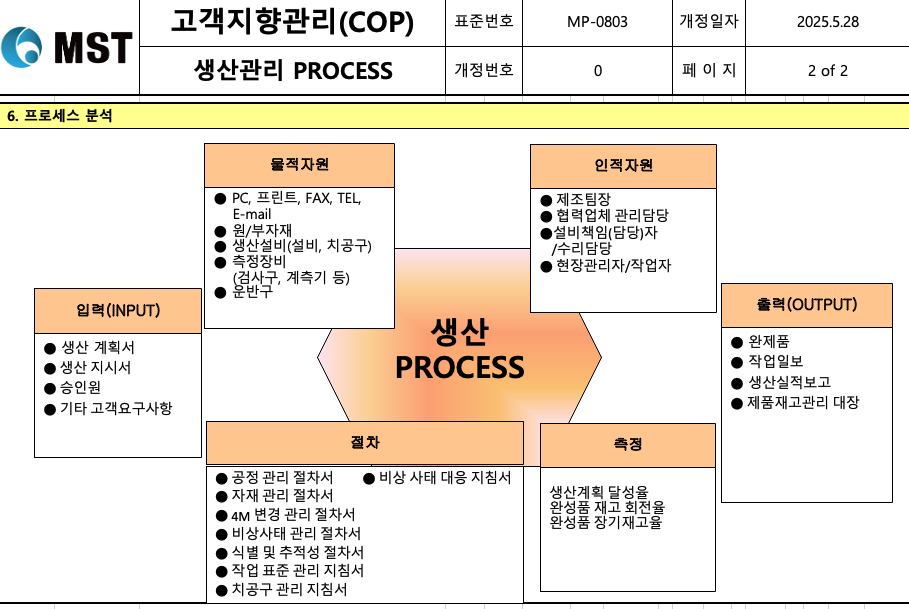 MST
고객지향관리(COP)
표준번호
MP-0803
개정일자
2025.5.28
생산관리 PROCESS
개정번호
0
페 이 지
2 of 2
6. 프로세스 분석
물적자원
● PC, 프린트, FAX, TEL,
E-mail
● 원/부자재
● 생산설비(설비, 치공구)
● 측정장비
(검사구, 계측기 등)
● 운반구
인적자원
● 제조팀장
● 협력업체 관리담당
●설비책임(담당)자
/수리담당
● 현장관리자/작업자
입력(INPUT)
● 생산 계획서
● 생산 지시서
● 승인원
● 기타 고객요구사항
생산
PROCESS
출력(OUTPUT)
● 완제품
● 작업일보
● 생산실적보고
● 제품재고관리 대장
절차
● 공정 관리 절차서
● 자재 관리 절차서
● 4M 변경 관리 절차서
● 비상사태 관리 절차서
● 식별 및 추적성 절차서
● 작업 표준 관리 지침서
● 치공구 관리 지침서
● 비상 사태 대응 지침서
측정
생산계획 달성율
완성품 재고 회전율
완성품 장기재고율